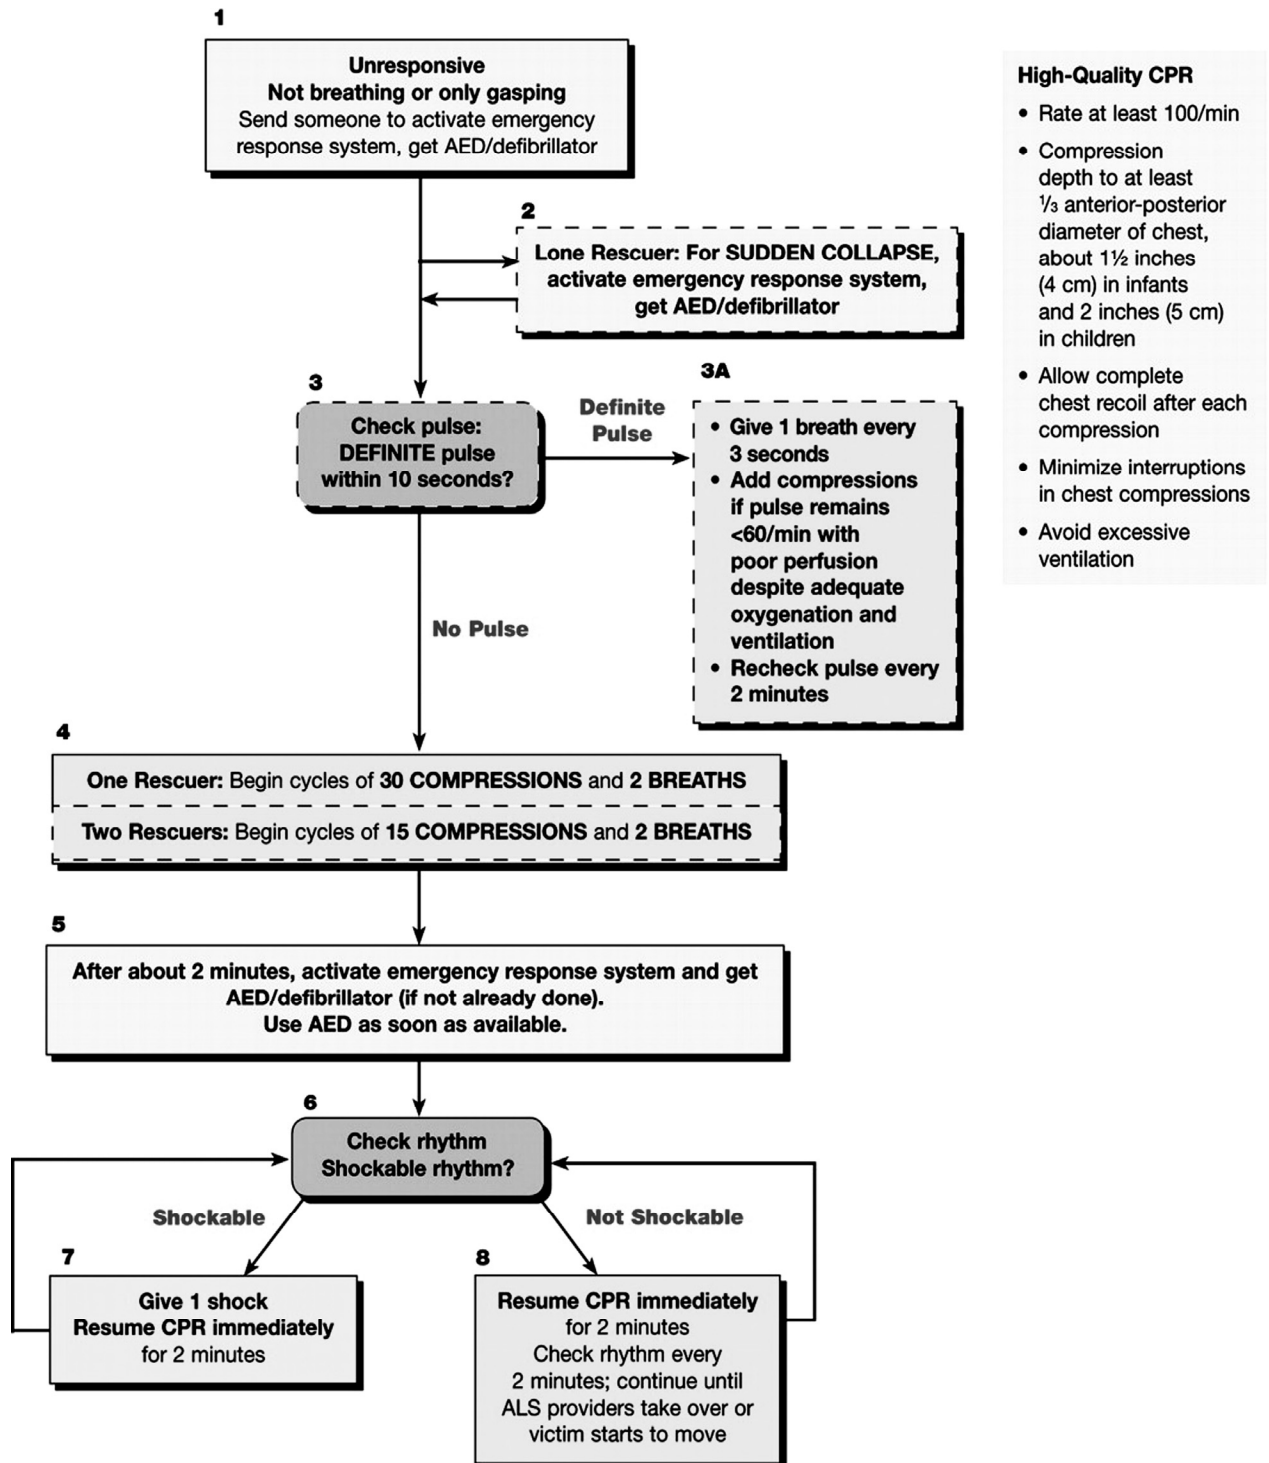 1
Unresponsive
Not breathing or only gasping
Send someone to activate emergency
response system, get AED/defibrillator
2
Lone Rescuer: For SUDDEN COLLAPSE,
activate emergency response system,
get AED/defibrillator
3
Check pulse:
DEFINITE pulse
within 10 seconds?
Definite
Pulse
3A
• Give 1 breath every
3 seconds
• Add compressions
if pulse remains
<60/min with
poor perfusion
despite adequate
oxygenation and
ventilation
• Recheck pulse every
2 minutes
No Pulse
4
One Rescuer: Begin cycles of 30 COMPRESSIONS and 2 BREATHS
Two Rescuers: Begin cycles of 15 COMPRESSIONS and 2 BREATHS
5
After about 2 minutes, activate emergency response system and get
AED/defibrillator (if not already done).
Use AED as soon as available.
6
Check rhythm
Shockable rhythm?
Shockable
Not Shockable
7
Give 1 shock
Resume CPR immediately
for 2 minutes
8
Resume CPR immediately
for 2 minutes
Check rhythm every
2 minutes; continue until
ALS providers take over or
victim starts to move
High-Quality CPR
• Rate at least 100/min
• Compression
depth to at least
⅓ anterior-posterior
diameter of chest,
about 1½ inches
(4 cm) in infants
and 2 inches (5 cm)
in children
• Allow complete
chest recoil after each
compression
• Minimize interruptions
in chest compressions
• Avoid excessive
ventilation